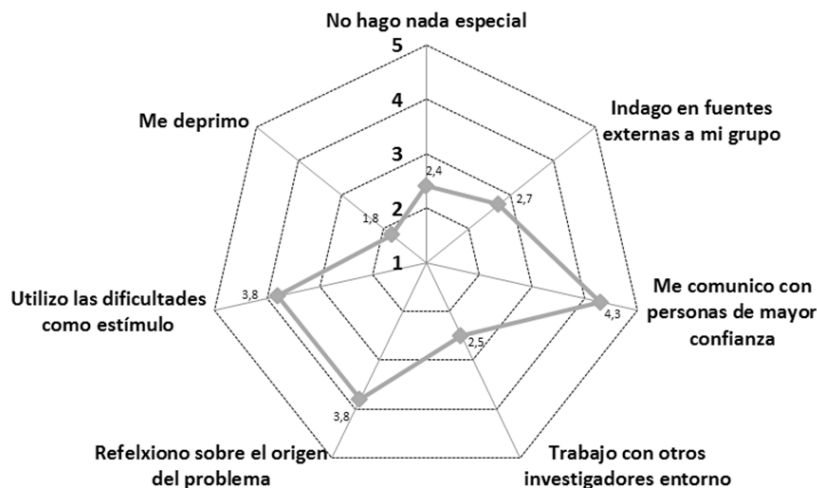 No hago nada especial
5
4
3
2
1
2,4
Indago en fuentes
externas a mi grupo
2,7
Me comunico con
personas de mayor
confianza
4,3
Trabajo con otros
investigadores entorno
2,5
Refelxiono sobre el origen
del problema
3,8
Utilizo las dificultades
como estímulo
3,8
Me deprimo
1,8